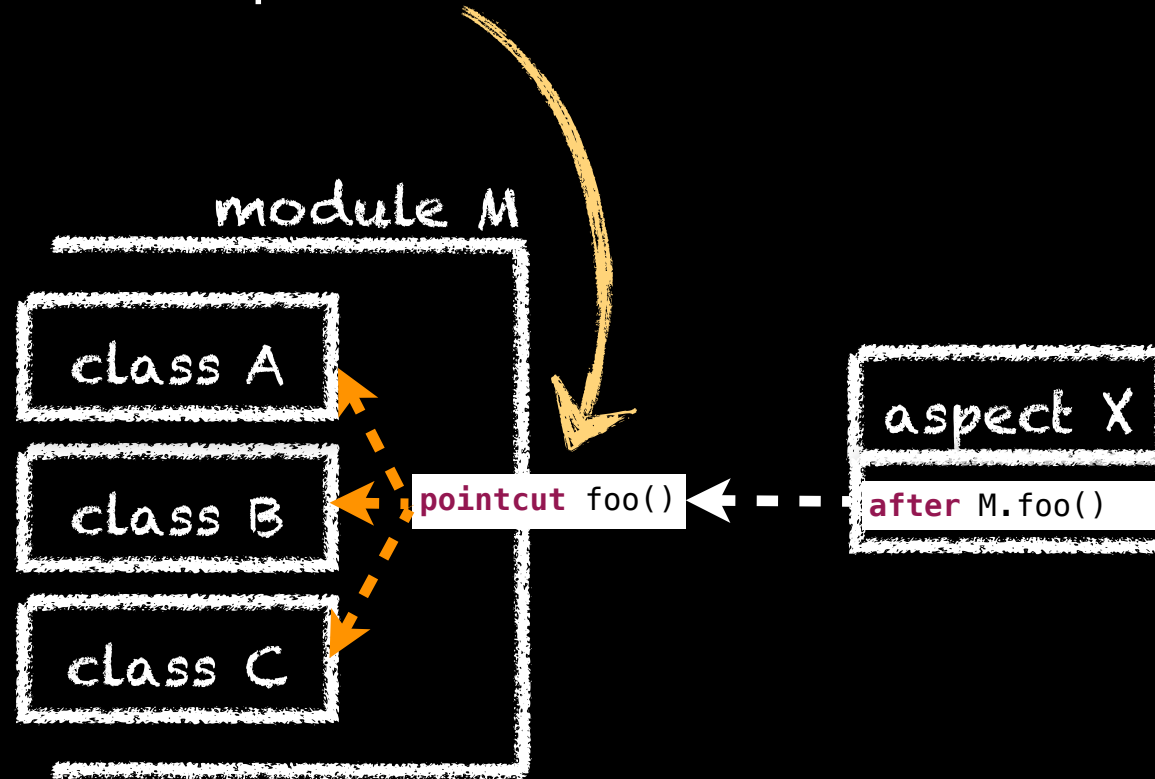 module M
class A
class B
class C
pointcut foo()
aspect X
after M.foo()